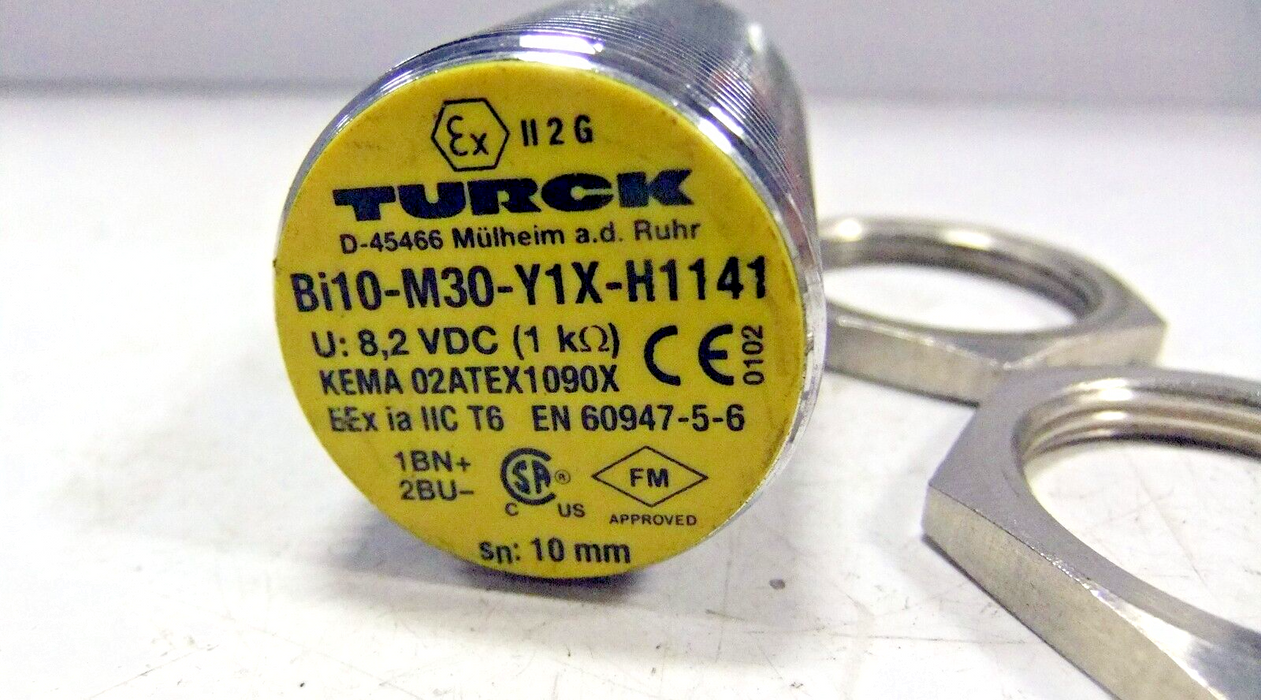 Ex II 2 G
TURCK
D-45466 Mülheim a.d. Ruhr
Bi10-M30-Y1X-H1141
U: 8,2 VDC (1 kΩ) CE 0102
KEMA 02ATEX1090X
EEx ia IIC T6 EN 60947-5-6
1BN+
2BU–
SA®
C US
FM
APPROVED
sn: 10 mm